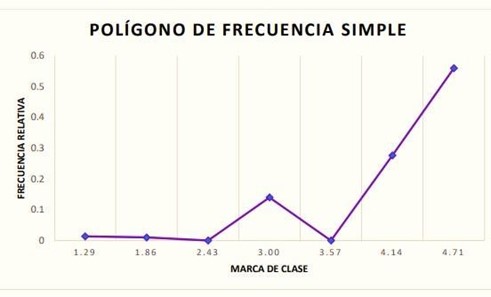 POLÍGONO DE FRECUENCIA SIMPLE
FRECUENCIA RELATIVA
0.6
0.5
0.4
0.3
0.2
0.1
0
1.29 1.86 2.43 3.00 3.57 4.14 4.71
MARCA DE CLASE